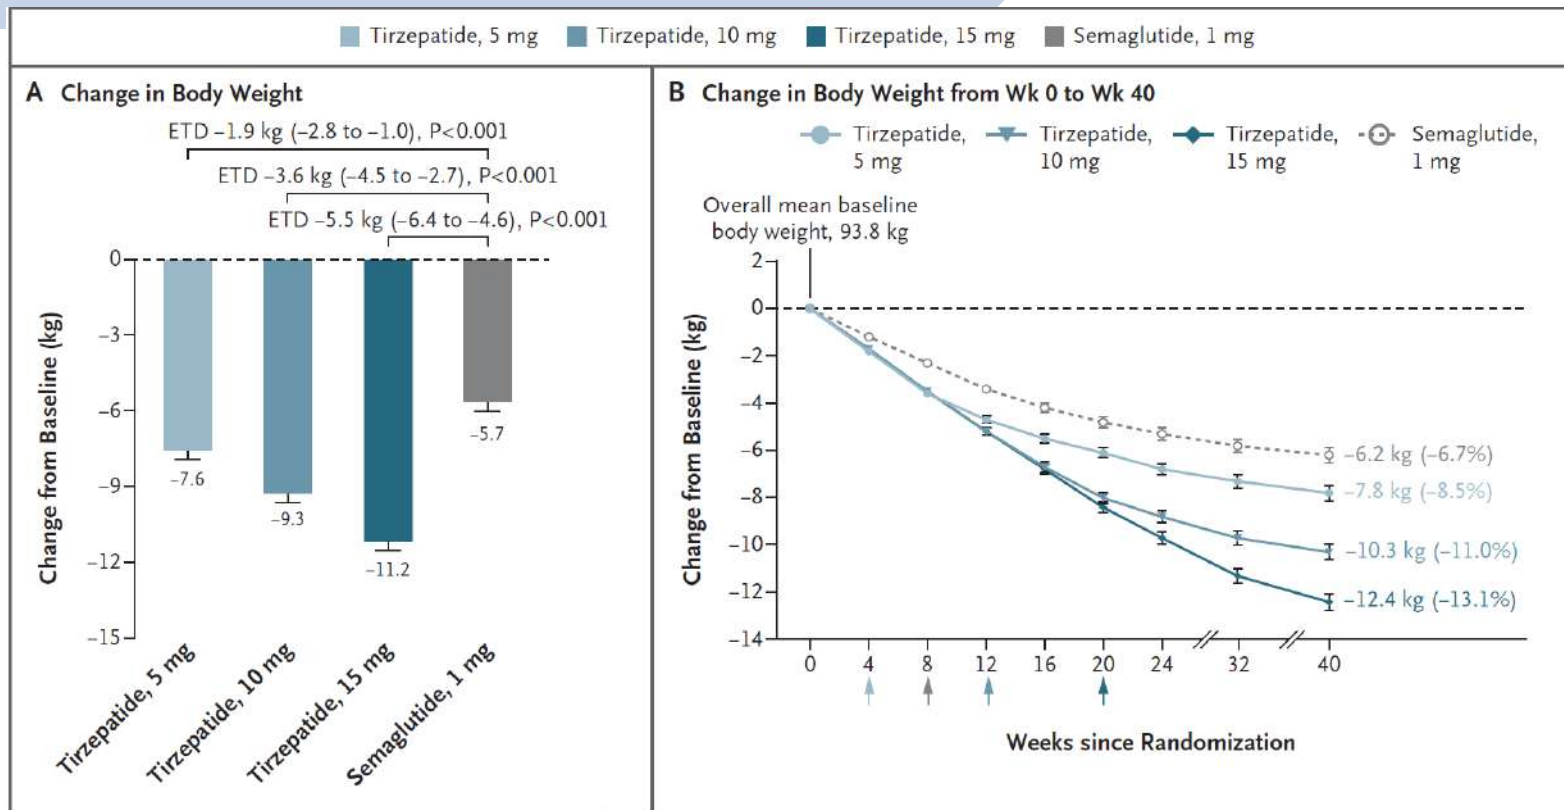 Tirzepatide, 5 mg
Tirzepatide, 10 mg
Tirzepatide, 15 mg
Semaglutide, 1 mg
A Change in Body Weight
ETD –1.9 kg (–2.8 to –1.0), P<0.001
ETD –3.6 kg (–4.5 to –2.7), P<0.001
ETD –5.5 kg (–6.4 to –4.6), P<0.001
Change from Baseline (kg)
0
–3
–6
–9
–12
–15
–7.6
–9.3
–11.2
–5.7
Tirzepatide, 5 mg
Tirzepatide, 10 mg
Tirzepatide, 15 mg
Semaglutide, 1 mg
B Change in Body Weight from Wk 0 to Wk 40
Tirzepatide,
5 mg
Tirzepatide,
10 mg
Tirzepatide,
15 mg
Semaglutide,
1 mg
Overall mean baseline
body weight, 93.8 kg
Change from Baseline (kg)
2
0
–2
–4
–6
–8
–10
–12
–14
–6.2 kg (–6.7%)
–7.8 kg (–8.5%)
–10.3 kg (–11.0%)
–12.4 kg (–13.1%)
0 4 8 12 16 20 24 32 40
Weeks since Randomization